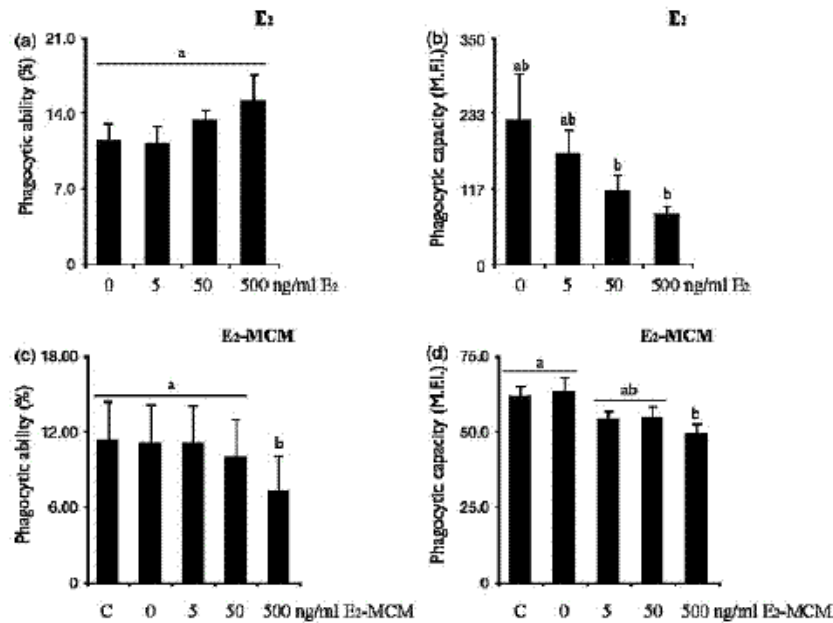 E₂
(a)
Phagocytic ability (%)
21.0
14.0
7.0
0
a
0 5 50 500 ng/ml E₂
E₂
(b)
Phagocytic capacity (M.F.I.)
350
233
117
0
ab
ab
b
b
0 5 50 500 ng/ml E₂
E₂-MCM
(c)
Phagocytic ability (%)
18.00
12.00
6.00
0
a
b
C 0 5 50 500 ng/ml E₂-MCM
E₂-MCM
(d)
Phagocytic capacity (M.F.I.)
75.0
50.0
25.0
0
a
ab
b
C 0 5 50 500 ng/ml E₂-MCM